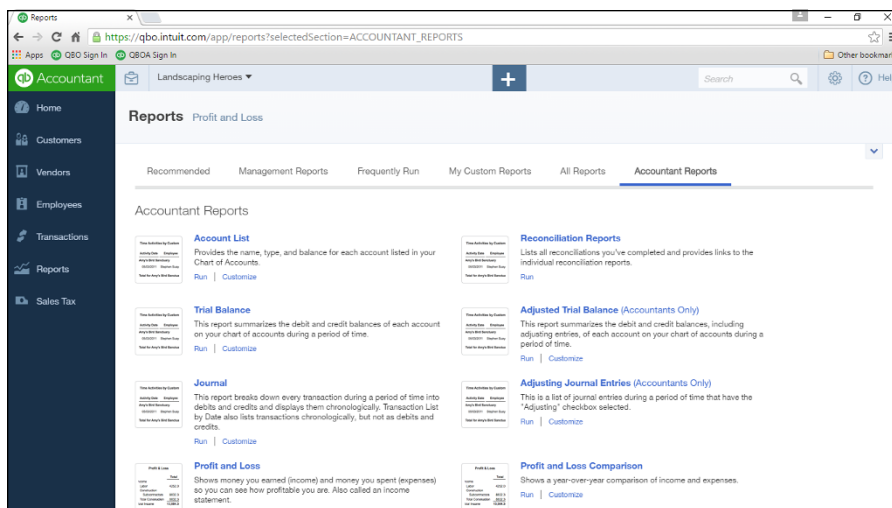 Reports
https://qbo.intuit.com/app/reports?selectedSection=ACCOUNTANT_REPORTS
Apps QBO Sign In QBOA Sign In Other bookmar
qb Accountant Landscaping Heroes Search Hel
Home
Customers
Vendors
Employees
Transactions
Reports
Sales Tax
Reports Profit and Loss
Recommended Management Reports Frequently Run My Custom Reports All Reports Accountant Reports
Accountant Reports
Account List
Provides the name, type, and balance for each account listed in your
Chart of Accounts.
Run | Customize
Reconciliation Reports
Lists all reconciliations you've completed and provides links to the
individual reconciliation reports.
Run
Trial Balance
This report summarizes the debit and credit balances of each account
on your chart of accounts during a period of time.
Run | Customize
Adjusted Trial Balance (Accountants Only)
This report summarizes the debit and credit balances, including
adjusting entries, of each account on your chart of accounts during a
period of time.
Run | Customize
Journal
This report breaks down every transaction during a period of time into
debits and credits and displays them chronologically. Transaction List
by Date also lists transactions chronologically, but not as debits and
credits.
Run | Customize
Adjusting Journal Entries (Accountants Only)
This is a list of journal entries during a period of time that have the
"Adjusting" checkbox selected.
Run | Customize
Profit and Loss
Shows money you earned (income) and money you spent (expenses)
so you can see how profitable you are. Also called an income
statement.
Profit and Loss Comparison
Shows a year-over-year comparison of income and expenses.
Run | Customize